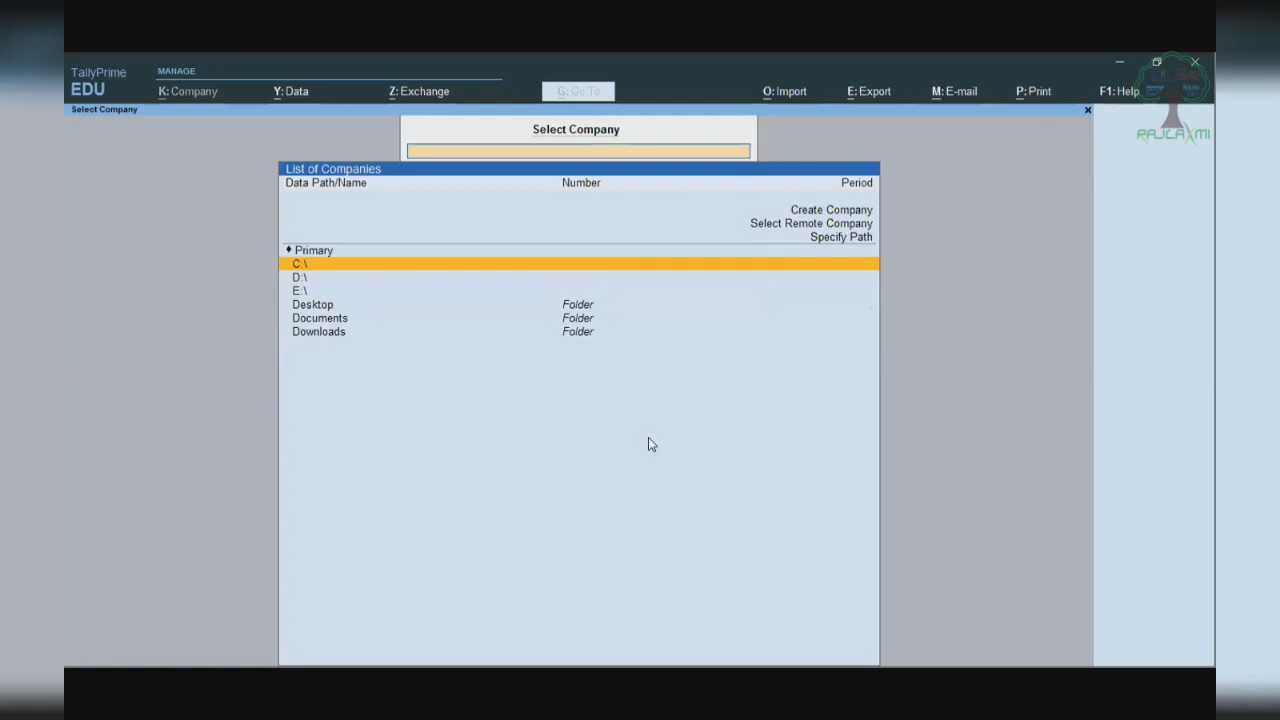 TallyPrime
EDU
MANAGE
K: Company
Y: Data
Z: Exchange
G: Go To
O: Import
E: Export
M: E-mail
P: Print
F1: Help
RAJLAXMI
Select Company
Select Company
List of Companies
Data Path/Name Number Period
Create Company
Select Remote Company
Specify Path
♦ Primary
C:\
D:\
E:\
Desktop Folder
Documents Folder
Downloads Folder